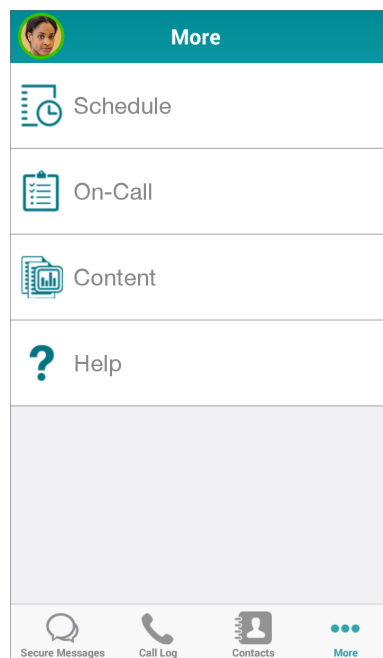 More
Schedule
On-Call
Content
Help
Secure Messages
Call Log
Contacts
More